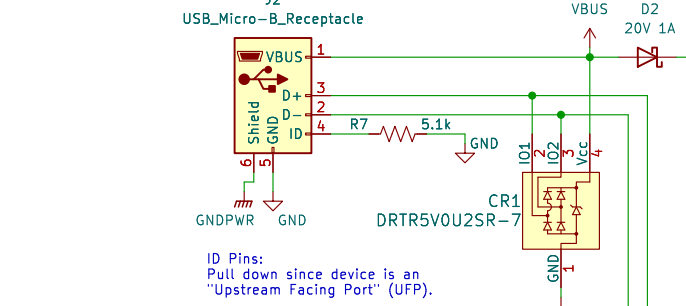 J2
USB_Micro-B_Receptacle
VBUS
D2
20V 1A
VBUS 1
D+ 3
D- 2
ID 4
R7 5.1k
GND
Shield
GND
6 5
GNDPWR GND
IO1 2
IO2 3
Vcc 4
CR1
DRTR5V0U2SR-7
GND 1
ID Pins:
Pull down since device is an
"Upstream Facing Port" (UFP).